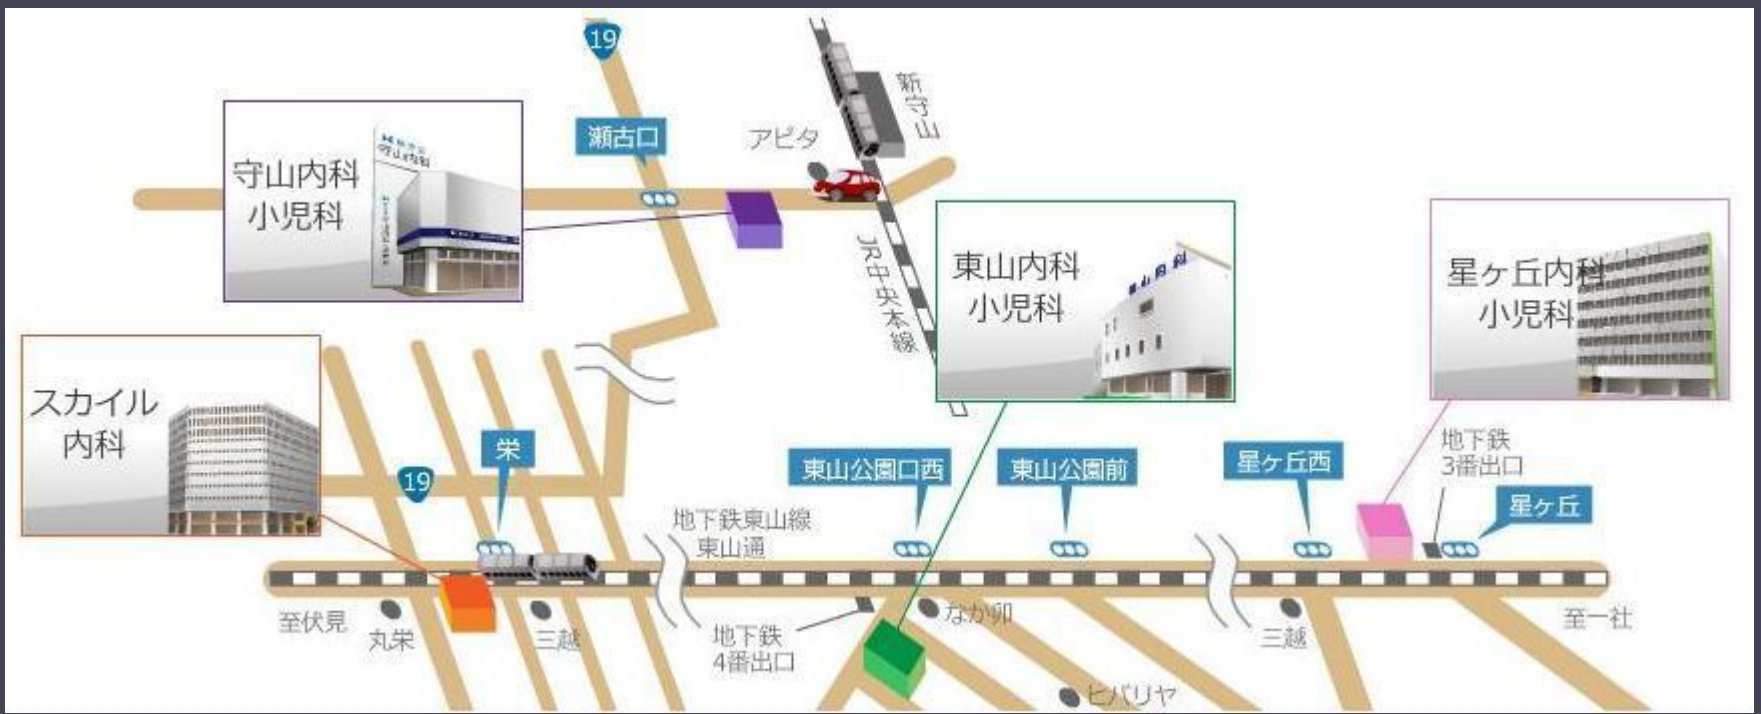 19
新守山
瀬古口
アピタ
守山内科
小児科
JR中央本線
東山内科
小児科
東山内科
星ヶ丘内科
小児科
スカイル
内科
栄
19
東山公園口西
東山公園前
星ヶ丘西
地下鉄
3番出口
星ヶ丘
地下鉄東山線
東山通
至伏見
丸栄
三越
地下鉄
4番出口
なか卯
ヒバリヤ
三越
至一社